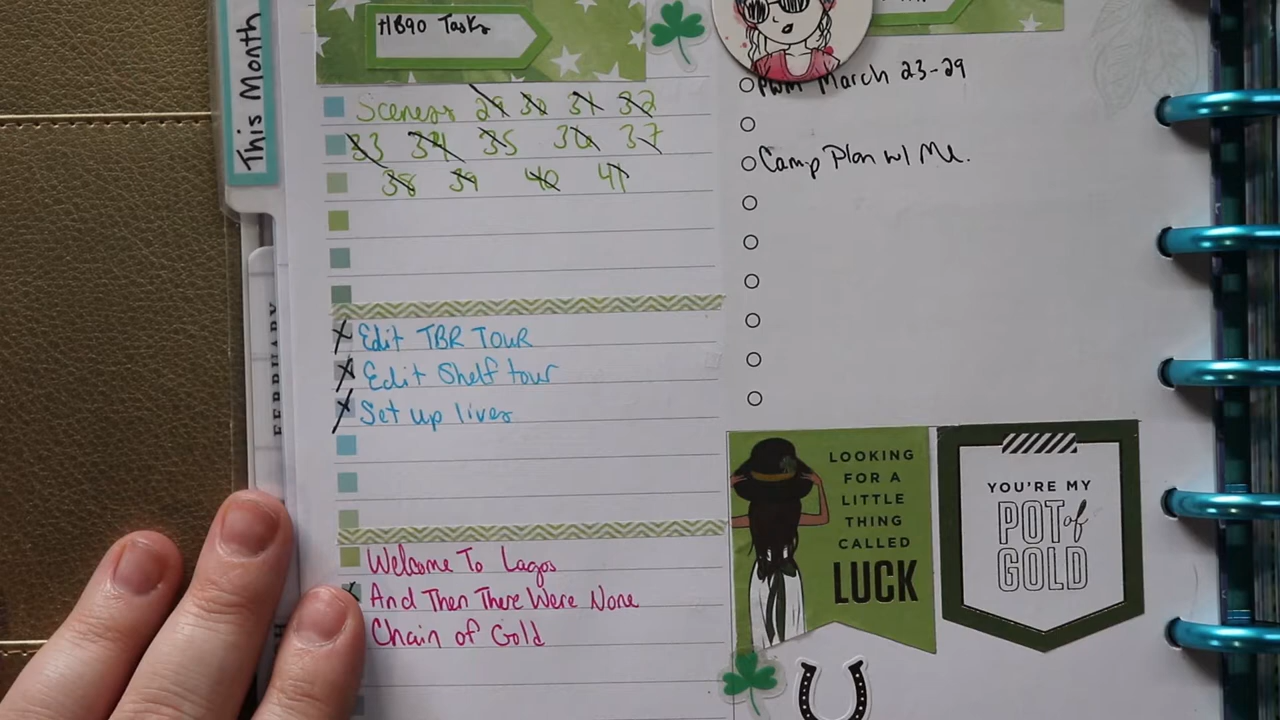 This Month
FEBRUARY
HB90 Tasks
Scenes 29 30 31 32
33 34 35 36 37
38 39 40 41
Edit TBR Tour
Edit Shelf tour
Set up lives
Welcome To Lagos
And Then There Were None
Chain of Gold
PWM March 23-29
Camp Plan w/ Me.
LOOKING
FOR A
LITTLE
THING
CALLED
LUCK
YOU'RE MY
POT of
GOLD